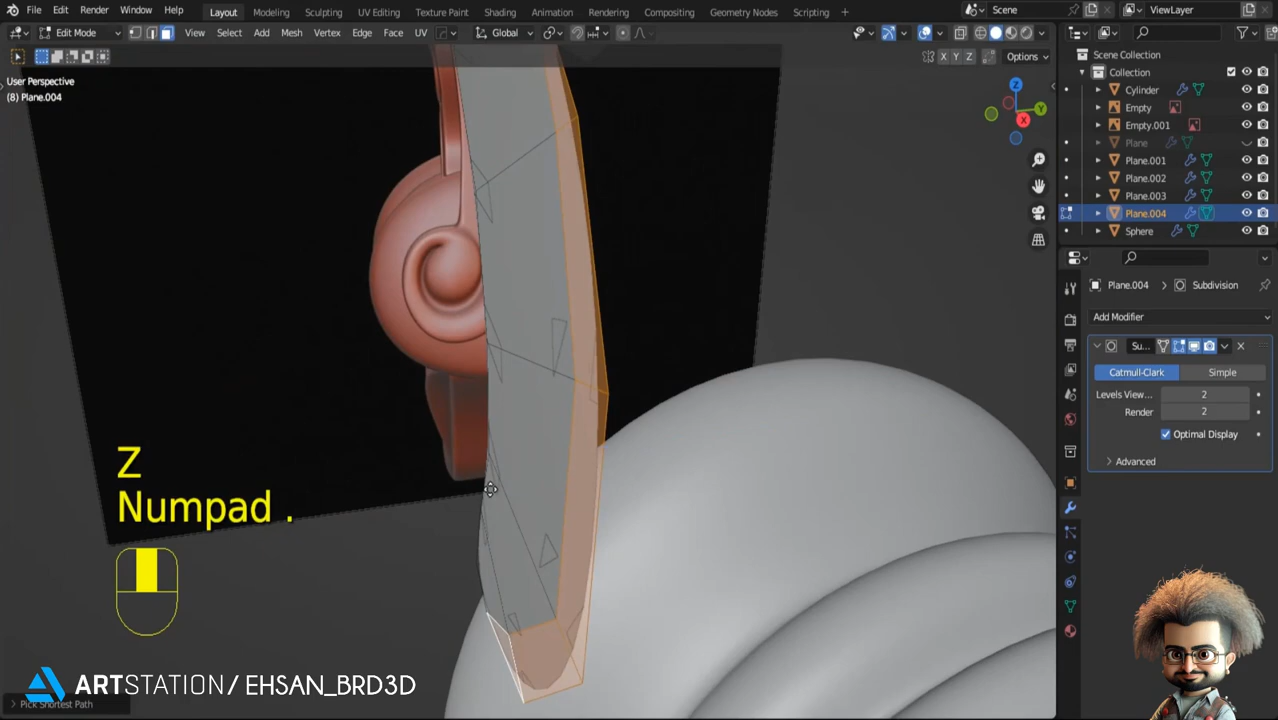 File Edit Render Window Help Layout Modeling Sculpting UV Editing Texture Paint Shading Animation Rendering Compositing Geometry Nodes Scripting + Scene ViewLayer
Edit Mode View Select Add Mesh Vertex Edge Face UV Global
X Y Z Options
User Perspective
(8) Plane.004
Z
Y
X
Scene Collection
Collection
Cylinder
Empty
Empty.001
Plane
Plane.001
Plane.002
Plane.003
Plane.004
Sphere
Plane.004 > Subdivision
Add Modifier
Su...
Catmull-Clark Simple
Levels View... 2
Render 2
Optimal Display
Advanced
Z
Numpad .
ARTSTATION / EHSAN_BRD3D
Pick Shortest Path